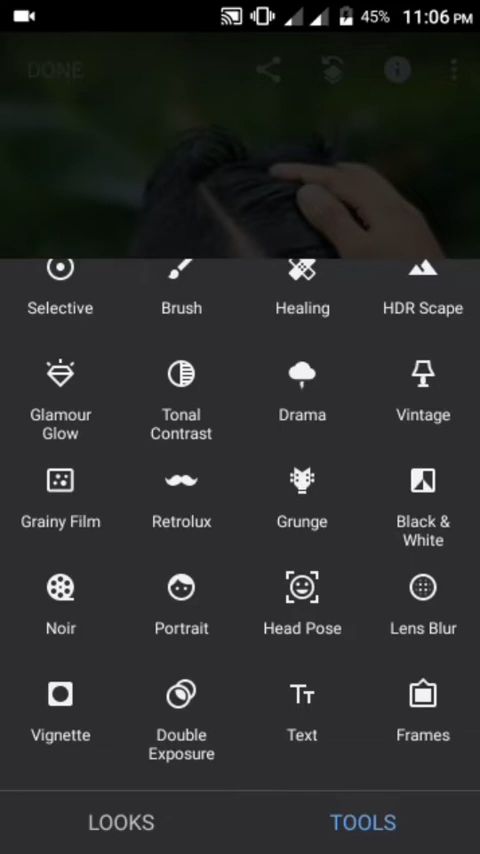 45% 11:06 PM
DONE
Selective Brush Healing HDR Scape
Glamour Glow Tonal Contrast Drama Vintage
Grainy Film Retrolux Grunge Black & White
Noir Portrait Head Pose Lens Blur
Vignette Double Exposure Text Frames
LOOKS TOOLS